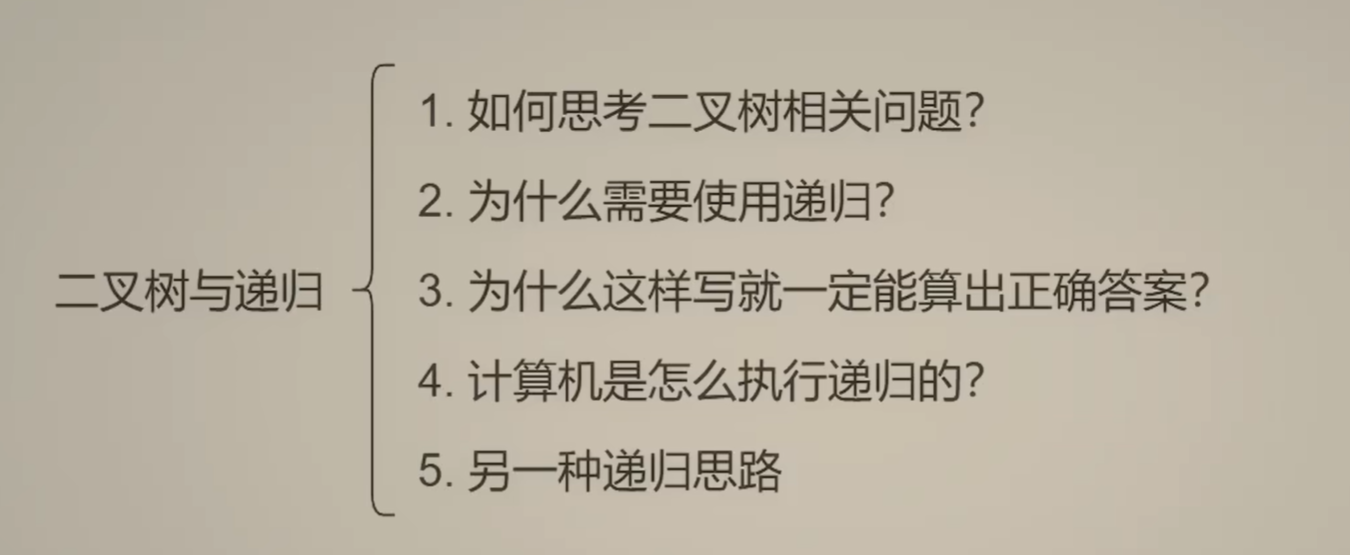 1. 如何思考二叉树相关问题?
2. 为什么需要使用递归?
二叉树与递归
3. 为什么这样写就一定能算出正确答案?
4. 计算机是怎么执行递归的?
5. 另一种递归思路